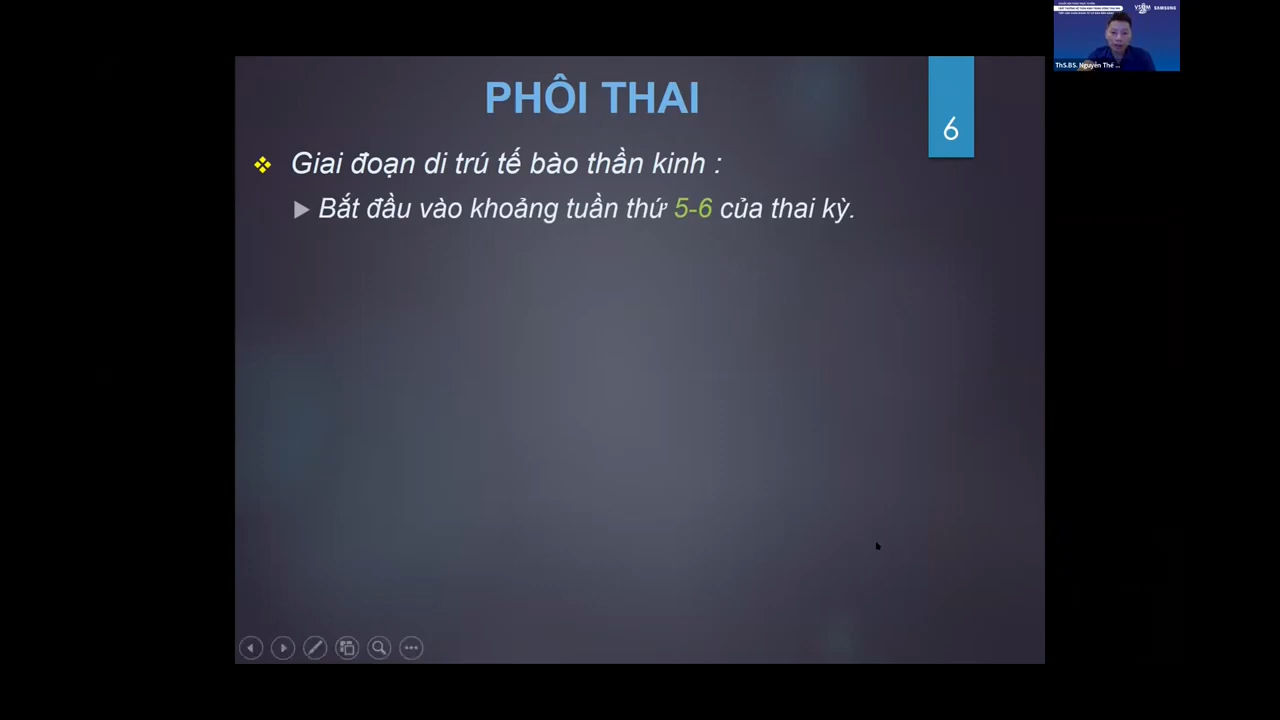 PHÔI THAI
6
Giai đoạn di trú tế bào thần kinh :
Bắt đầu vào khoảng tuần thứ 5-6 của thai kỳ.
SAMSUNG
ThS.BS. Nguyễn Thế ...